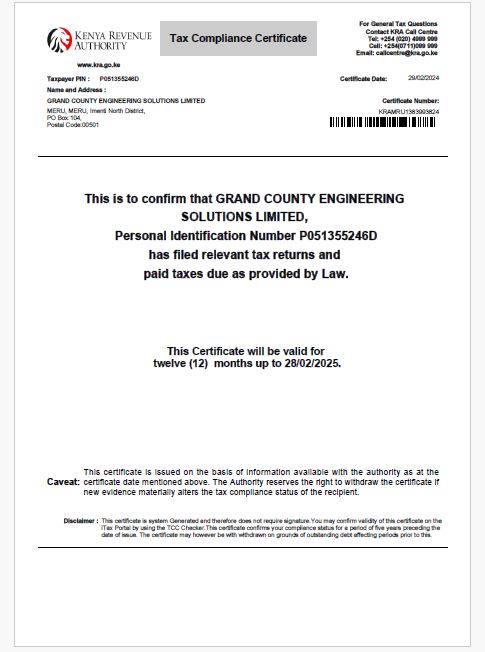 KENYA REVENUE
AUTHORITY
www.kra.go.ke
Tax Compliance Certificate
For General Tax Questions
Contact KRA Call Centre
Tel: +254 (020) 4999 999
Cell: +254(0711)099 999
Email: callcentre@kra.go.ke
Taxpayer PIN : P051355246D
Certificate Date: 29/02/2024
Name and Address :
GRAND COUNTY ENGINEERING SOLUTIONS LIMITED
Certificate Number:
MERU, MERU, Imenti North District,
KRAMRU1363993824
PO Box:104,
Postal Code:00501
This is to confirm that GRAND COUNTY ENGINEERING
SOLUTIONS LIMITED,
Personal Identification Number P051355246D
has filed relevant tax returns and
paid taxes due as provided by Law.
This Certificate will be valid for
twelve (12) months up to 28/02/2025.
This certificate is issued on the basis of information available with the authority as at the
Caveat: certificate date mentioned above. The Authority reserves the right to withdraw the certificate if
new evidence materially alters the tax compliance status of the recipient.
Disclaimer : This certificate is system Generated and therefore does not require signature.You may confirm validity of this certificate on the
iTax Portal by using the TCC Checker.This certificate confirms your compliance status for a period of five years preceding the
date of issue. The certificate may however be with withdrawn on grounds of outstanding debt affecting periods prior to this.